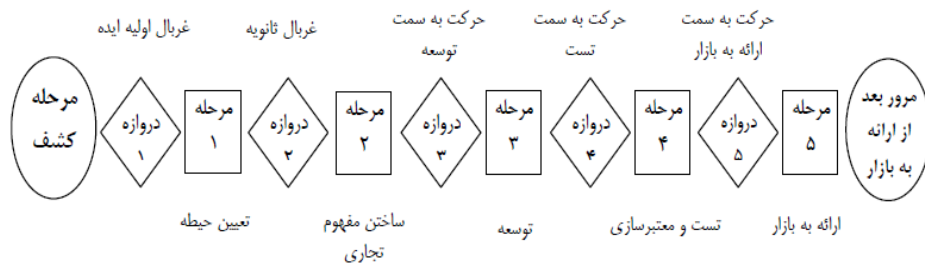 غربال اولیه ایده
غربال ثانویه
حرکت به سمت
توسعه
حرکت به سمت
تست
حرکت به سمت
ارائه به بازار
مرحله
کشف
دروازه
۱
مرحله
۱
دروازه
۲
مرحله
۲
دروازه
۳
مرحله
۳
دروازه
۴
مرحله
۴
دروازه
۵
مرحله
۵
مرور بعد
از ارائه
به بازار
تعیین حیطه
ساختن مفهوم
تجاری
توسعه
تست و معتبرسازی
ارائه به بازار